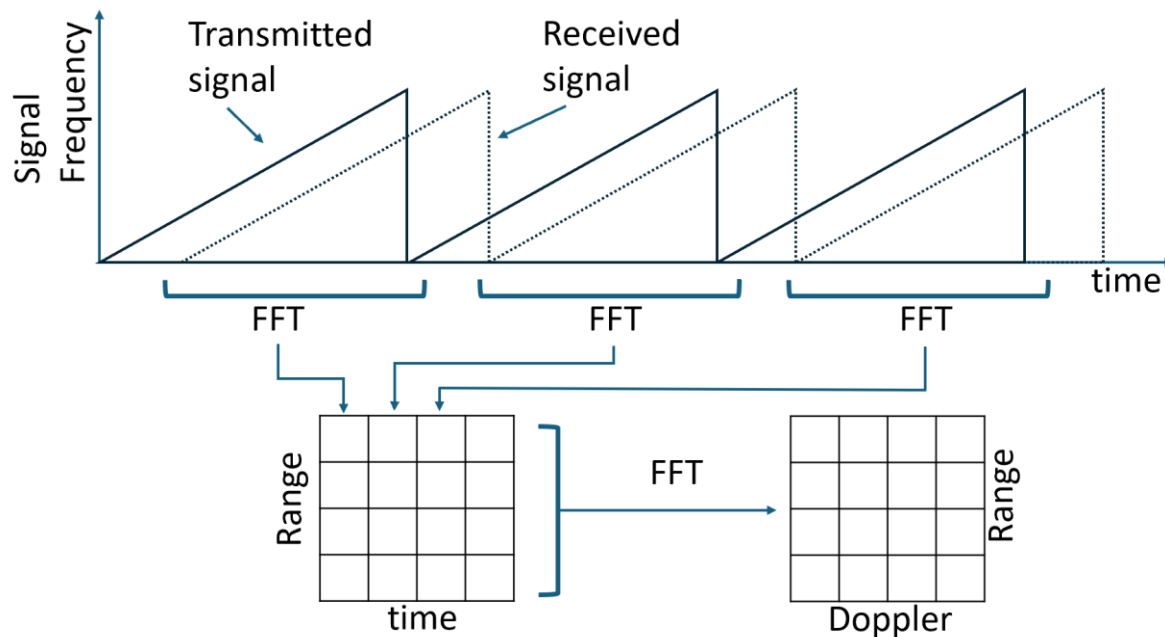 Transmitted
signal
Received
signal
Signal
Frequency
time
FFT
FFT
FFT
Range
time
FFT
Range
Doppler